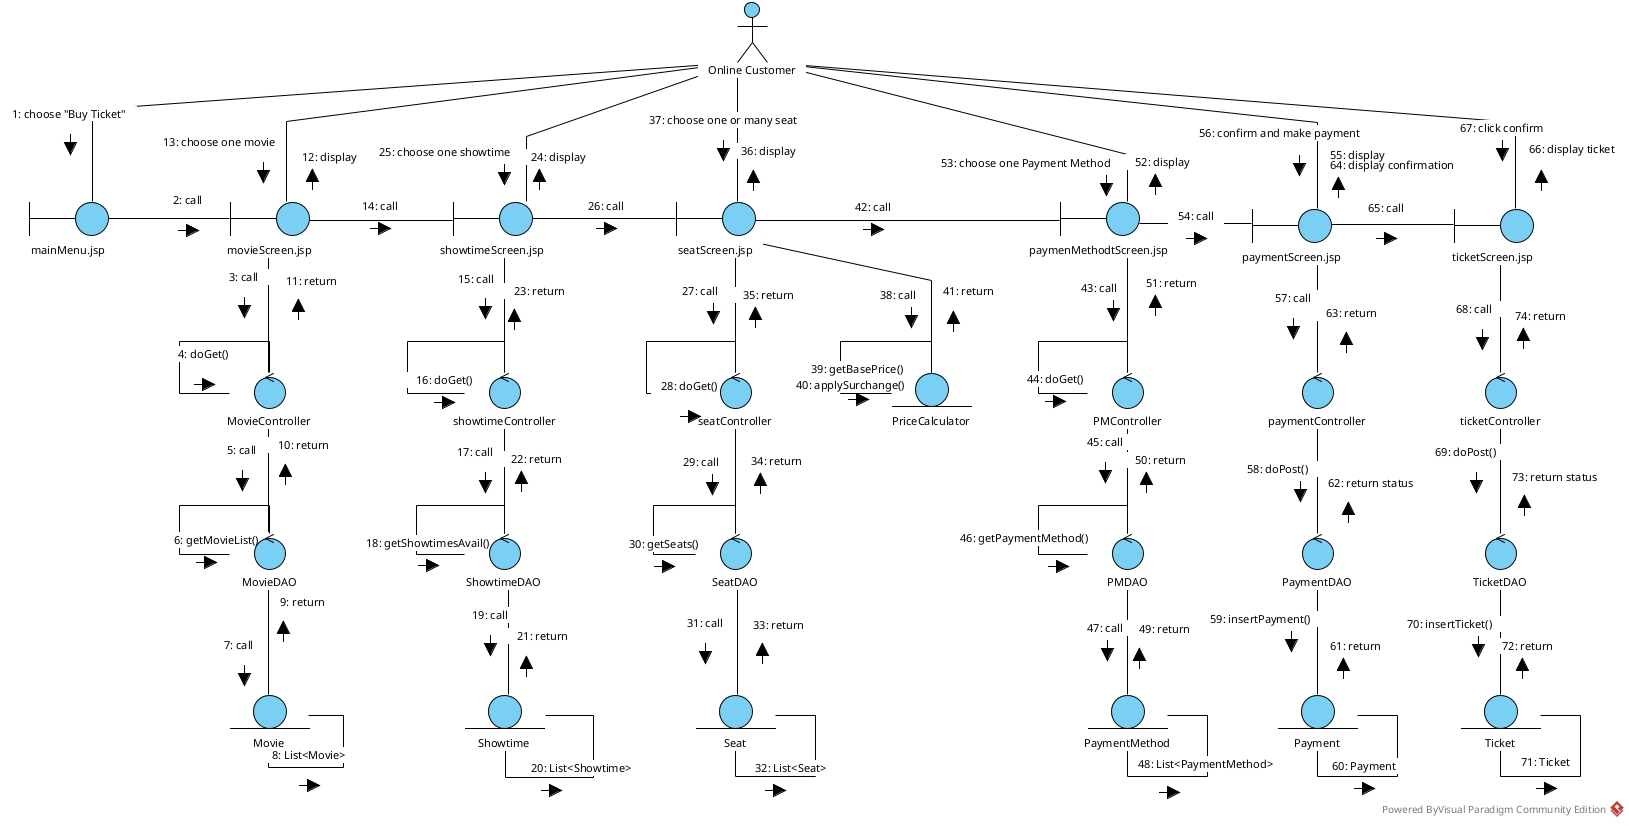 Online Customer
1: choose "Buy Ticket"
37: choose one or many seat
56: confirm and make payment
67: click confirm
13: choose one movie
12: display
25: choose one showtime
24: display
36: display
53: choose one Payment Method
52: display
55: display
64: display confirmation
66: display ticket
2: call
14: call
26: call
42: call
54: call
65: call
mainMenu.jsp
movieScreen.jsp
showtimeScreen.jsp
seatScreen.jsp
paymenMethodtScreen.jsp
paymentScreen.jsp
ticketScreen.jsp
3: call
11: return
15: call
23: return
27: call
35: return
38: call
41: return
43: call
51: return
57: call
63: return
68: call
74: return
4: doGet()
16: doGet()
28: doGet()
39: getBasePrice()
40: applySurchange()
44: doGet()
MovieController
showtimeController
seatController
PriceCalculator
PMController
paymentController
ticketController
5: call
10: return
17: call
22: return
29: call
34: return
45: call
50: return
58: doPost()
62: return status
69: doPost()
73: return status
6: getMovieList()
18: getShowtimesAvail()
30: getSeats()
46: getPaymentMethod()
MovieDAO
ShowtimeDAO
SeatDAO
PMDAO
PaymentDAO
TicketDAO
7: call
9: return
19: call
21: return
31: call
33: return
47: call
49: return
59: insertPayment()
61: return
70: insertTicket()
72: return
Movie
Showtime
Seat
PaymentMethod
Payment
Ticket
8: List<Movie>
20: List<Showtime>
32: List<Seat>
48: List<PaymentMethod>
60: Payment
71: Ticket
Powered ByVisual Paradigm Community Edition